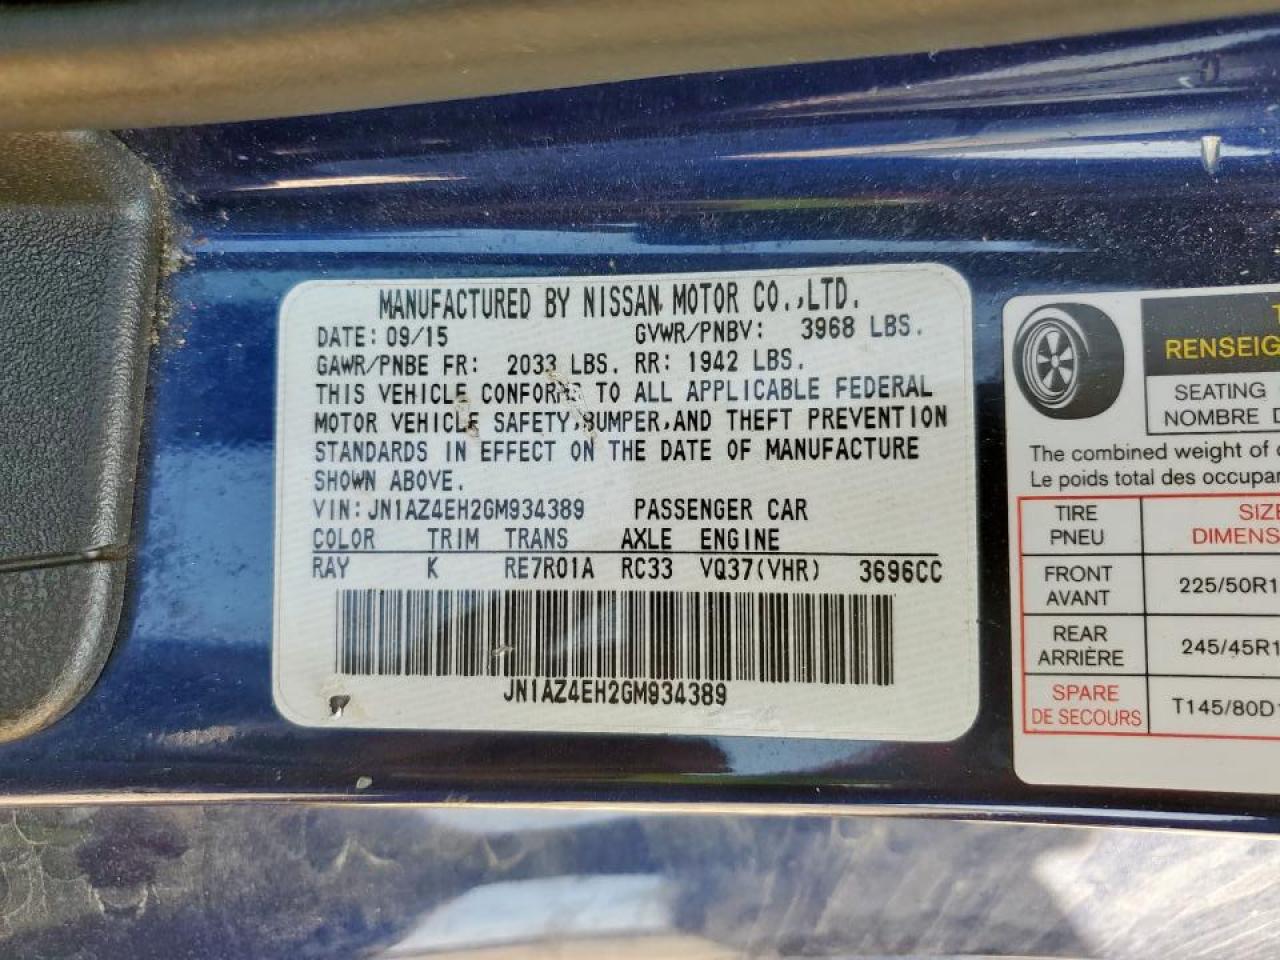 MANUFACTURED BY NISSAN MOTOR CO.,LTD.
DATE: 09/15 GVWR/PNBV: 3968 LBS.
GAWR/PNBE FR: 2033 LBS. RR: 1942 LBS.
THIS VEHICLE CONFORMS TO ALL APPLICABLE FEDERAL
MOTOR VEHICLE SAFETY,BUMPER,AND THEFT PREVENTION
STANDARDS IN EFFECT ON THE DATE OF MANUFACTURE
SHOWN ABOVE.
VIN: JN1AZ4EH2GM934389 PASSENGER CAR
COLOR TRIM TRANS AXLE ENGINE
RAY K RE7R01A RC33 VQ37(VHR) 3696CC
JN1AZ4EH2GM934389
RENSEIG
SEATING
NOMBRE D
The combined weight of
Le poids total des occupan
TIRE SIZE
PNEU DIMENS
FRONT
AVANT 225/50R1
REAR
ARRIÈRE 245/45R1
SPARE
DE SECOURS T145/80D1